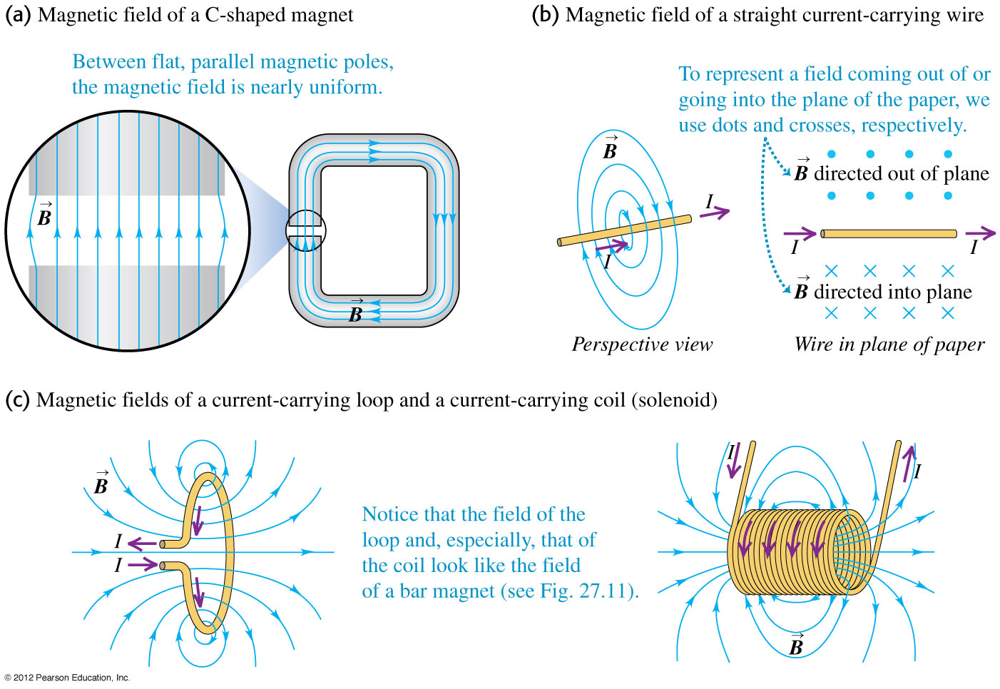 (a) Magnetic field of a C-shaped magnet
Between flat, parallel magnetic poles,
the magnetic field is nearly uniform.
B
B
(b) Magnetic field of a straight current-carrying wire
To represent a field coming out of or
going into the plane of the paper, we
use dots and crosses, respectively.
B
I
I
Perspective view
B directed out of plane
I
I
B directed into plane
Wire in plane of paper
(c) Magnetic fields of a current-carrying loop and a current-carrying coil (solenoid)
B
I
I
Notice that the field of the
loop and, especially, that of
the coil look like the field
of a bar magnet (see Fig. 27.11).
I
I
B
© 2012 Pearson Education, Inc.